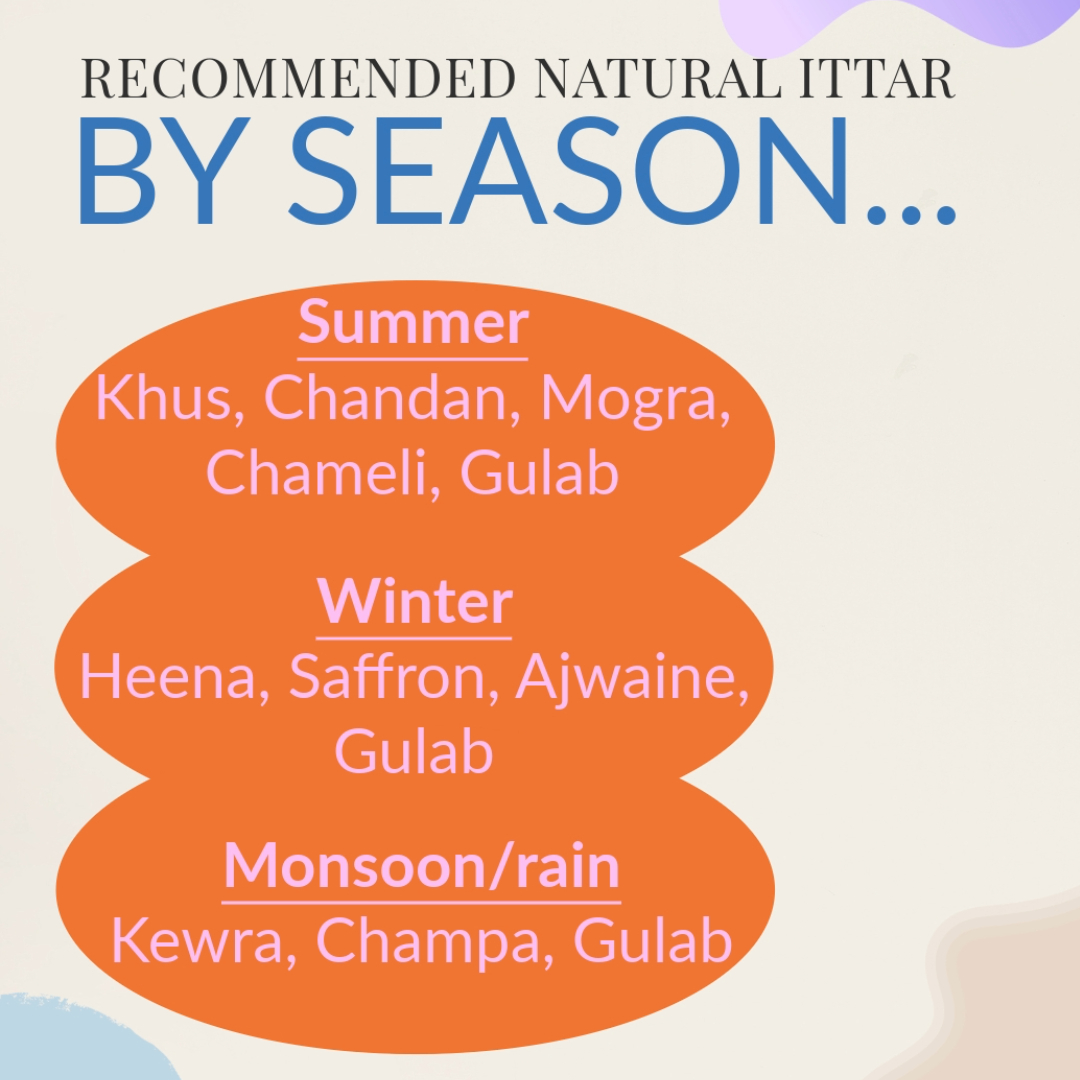 RECOMMENDED NATURAL ITTAR
BY SEASON...
Summer
Khus, Chandan, Mogra,
Chameli, Gulab
Winter
Heena, Saffron, Ajwaine,
Gulab
Monsoon/rain
Kewra, Champa, Gulab